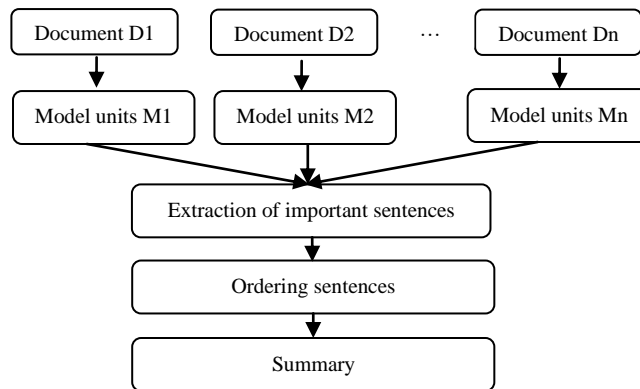 Document D1
Document D2
...
Document Dn
Model units M1
Model units M2
Model units Mn
Extraction of important sentences
Ordering sentences
Summary